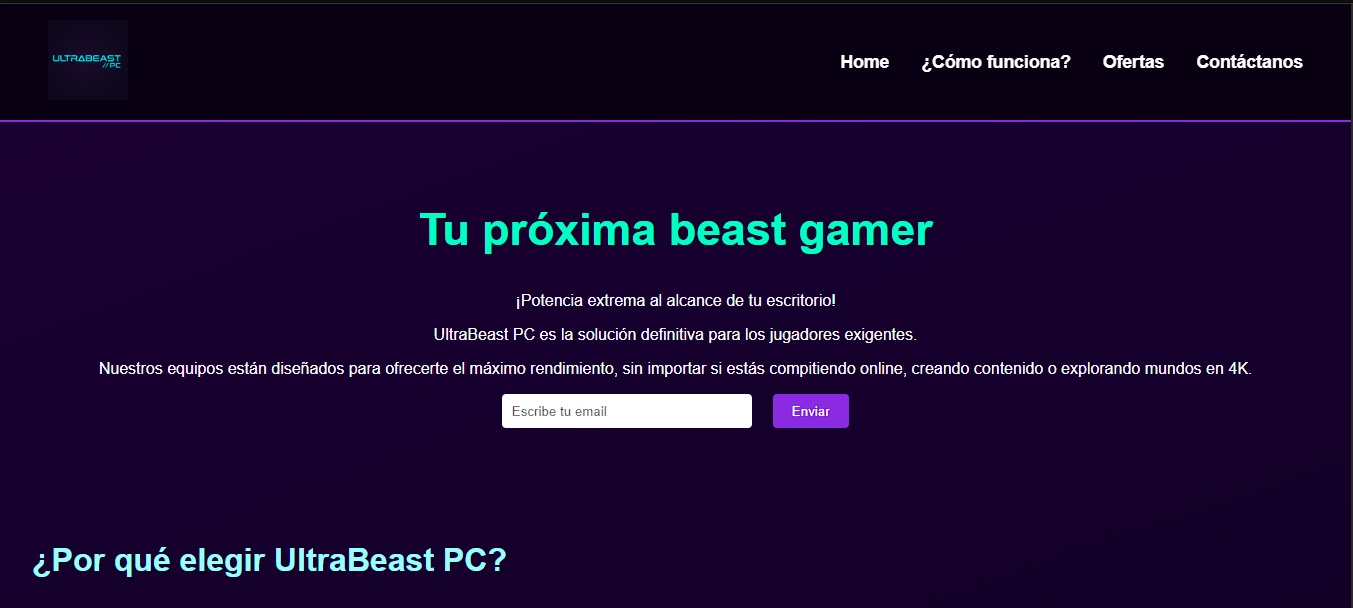 ULTRABEAST
//PC
Home
¿Cómo funciona?
Ofertas
Contáctanos
Tu próxima beast gamer
¡Potencia extrema al alcance de tu escritorio!
UltraBeast PC es la solución definitiva para los jugadores exigentes.
Nuestros equipos están diseñados para ofrecerte el máximo rendimiento, sin importar si estás compitiendo online, creando contenido o explorando mundos en 4K.
Escribe tu email
Enviar
¿Por qué elegir UltraBeast PC?